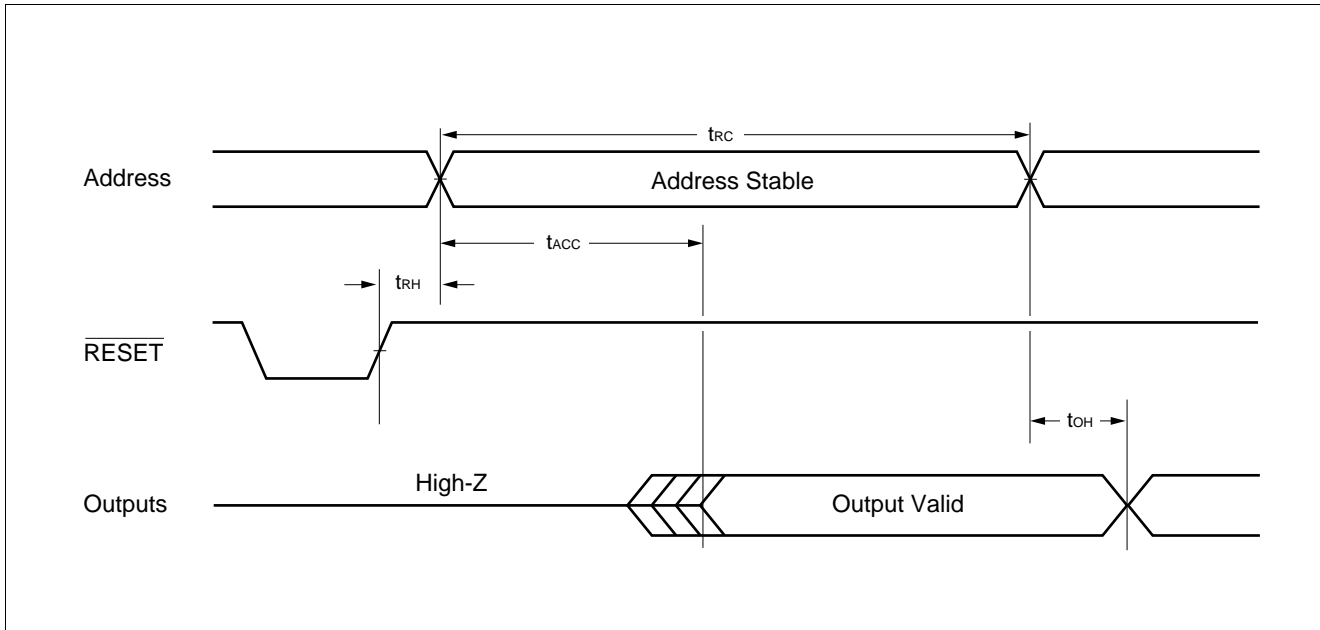 tRC
Address
Address Stable
tACC
tRH
RESET
tOH
High-Z
Outputs
Output Valid